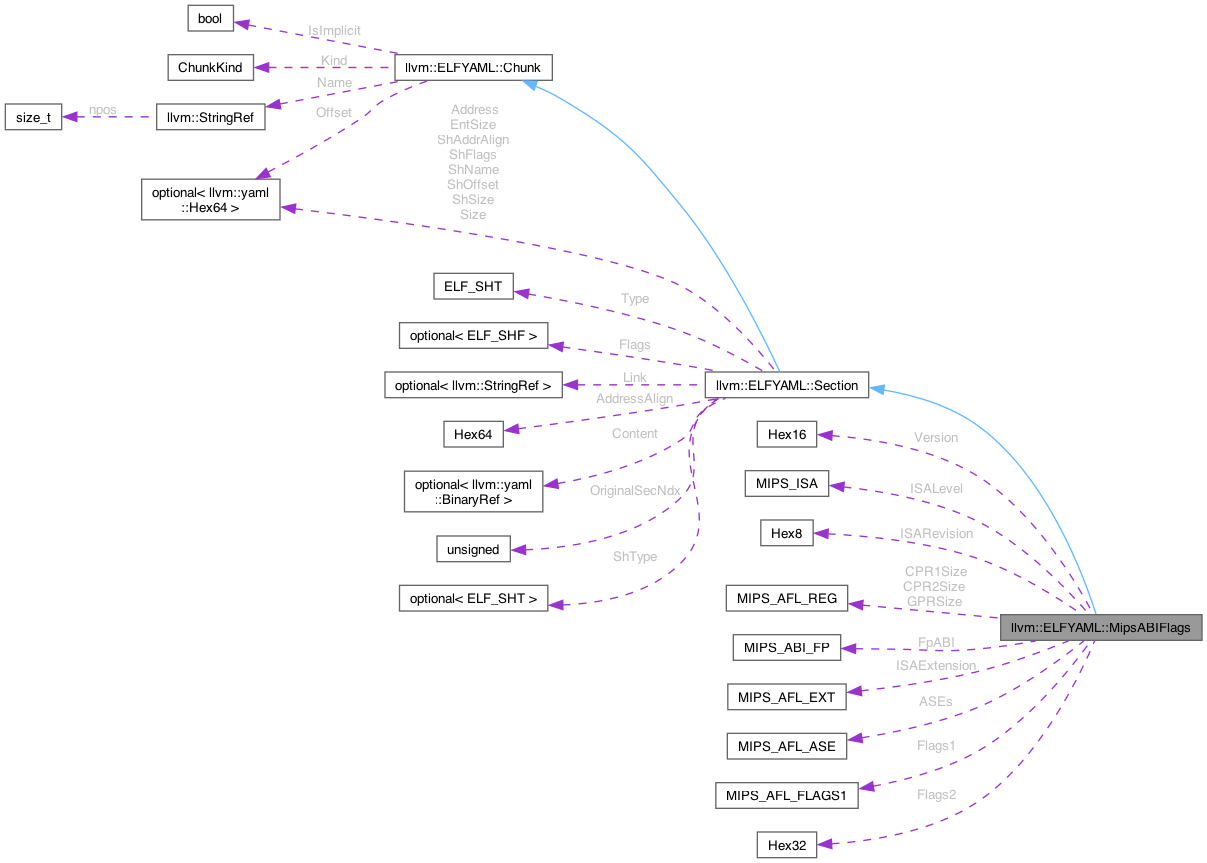 bool
IsImplicit
ChunkKind
Kind
llvm::ELFYAML::Chunk
Name
size_t
npos
llvm::StringRef
Offset
Address
EntSize
ShAddrAlign
ShFlags
ShName
ShOffset
ShSize
Size
optional< llvm::yaml
::Hex64 >
ELF_SHT
Type
optional< ELF_SHF >
Flags
optional< llvm::StringRef >
Link
llvm::ELFYAML::Section
AddressAlign
Hex64
Content
optional< llvm::yaml
::BinaryRef >
OriginalSecNdx
unsigned
ShType
optional< ELF_SHT >
Hex16
Version
MIPS_ISA
ISALevel
Hex8
ISARevision
CPR1Size
CPR2Size
GPRSize
MIPS_AFL_REG
llvm::ELFYAML::MipsABIFlags
MIPS_ABI_FP
FpABI
ISAExtension
MIPS_AFL_EXT
ASEs
MIPS_AFL_ASE
Flags1
MIPS_AFL_FLAGS1
Flags2
Hex32